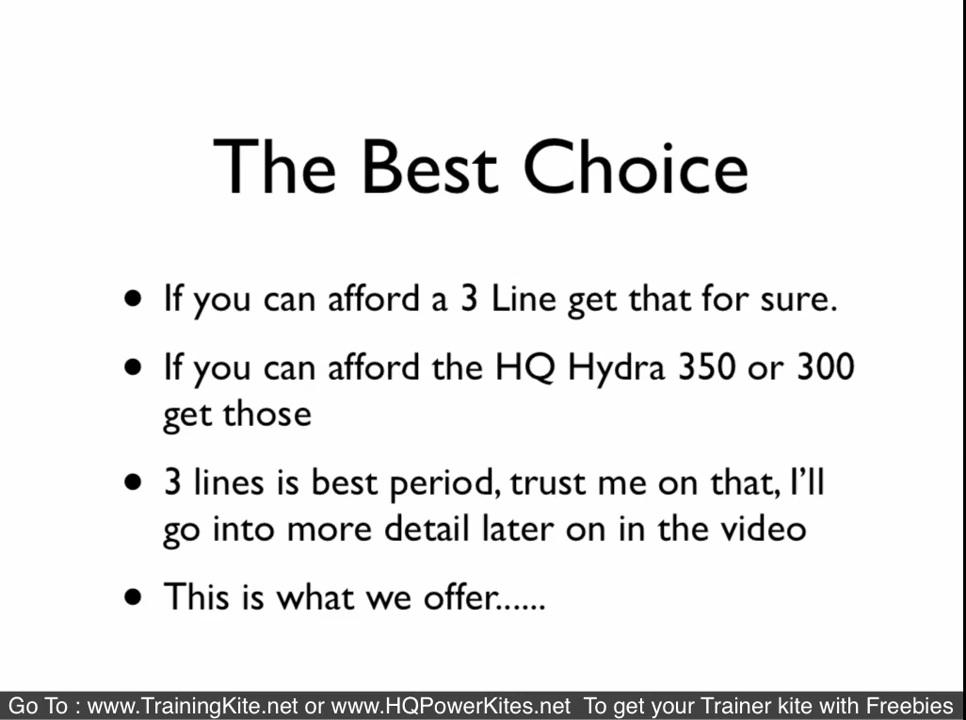 The Best Choice
• If you can afford a 3 Line get that for sure.
• If you can afford the HQ Hydra 350 or 300
get those
• 3 lines is best period, trust me on that, I'll
go into more detail later on in the video
• This is what we offer......
Go To : www.TrainingKite.net or www.HQPowerKites.net To get your Trainer kite with Freebies